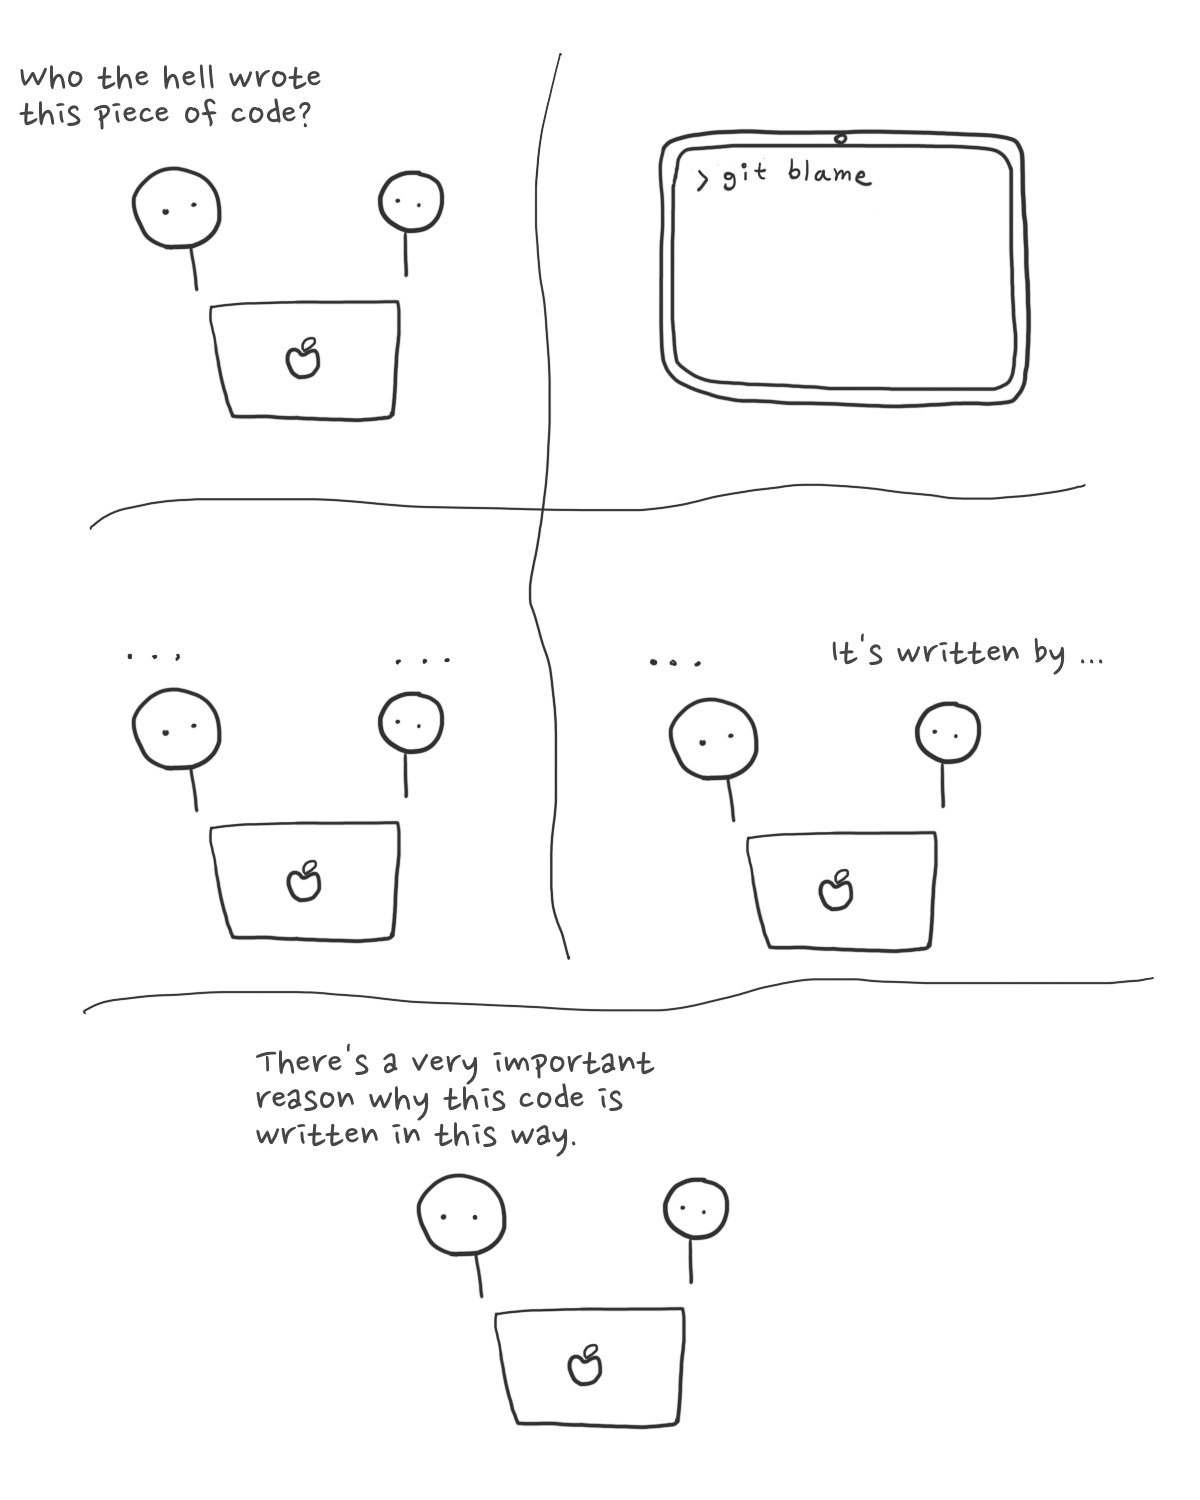 Who the hell wrote
this piece of code?
> git blame
... ...
... It's written by ...
There's a very important
reason why this code is
written in this way.